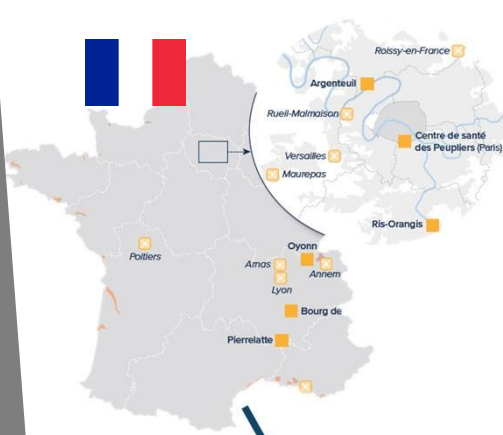 Roissy-en-France
Argenteuil
Rueil-Malmaison
Centre de santé
des Peupliers (Paris)
Versailles
Maurepas
Ris-Orangis
Poitiers
Oyonn
Arnas
Annem
Lyon
Bourg de
Pierrelatte